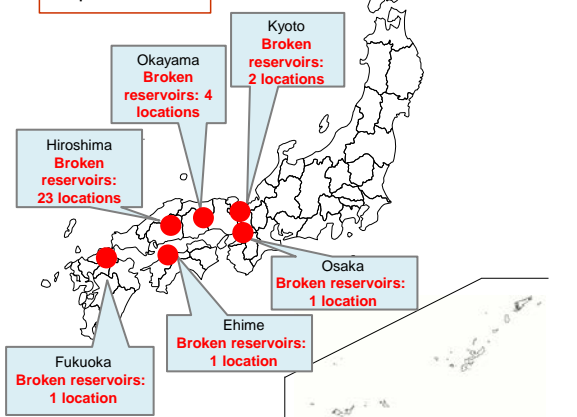 Kyoto
Broken
reservoirs:
2 locations
Okayama
Broken
reservoirs: 4
locations
Hiroshima
Broken
reservoirs:
23 locations
Osaka
Broken reservoirs:
1 location
Ehime
Broken reservoirs:
1 location
Fukuoka
Broken reservoirs:
1 location